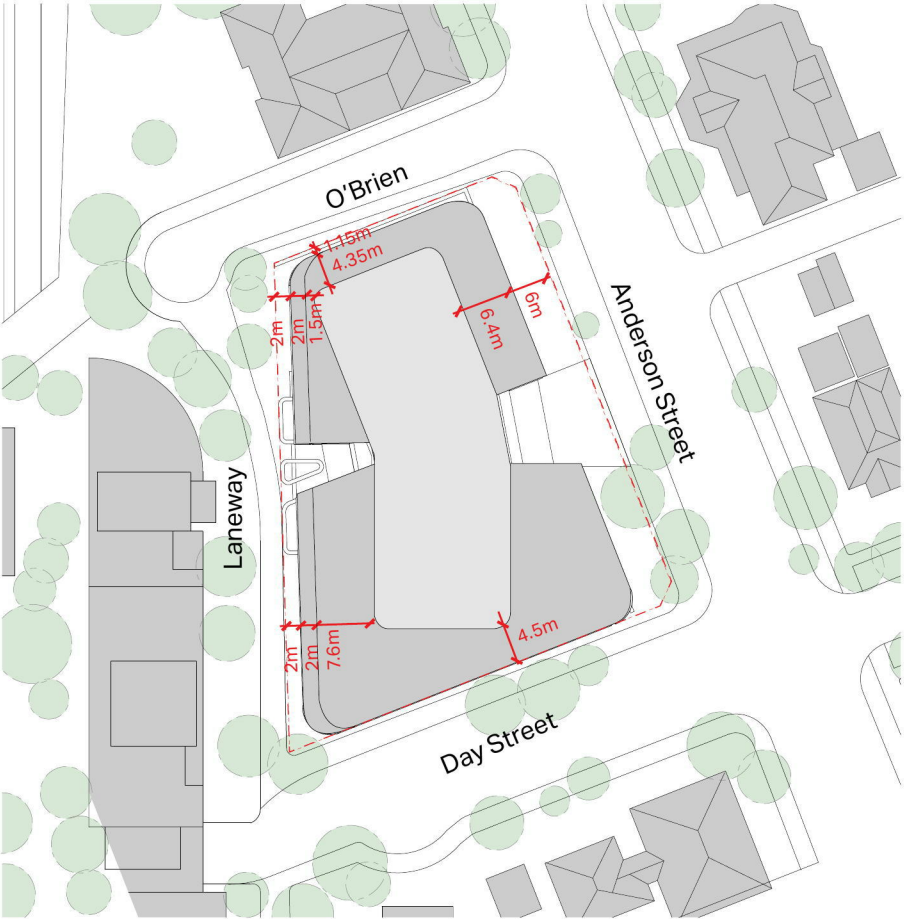 O'Brien
1.15m
4.35m
2m
2m
1.5m
6.4m
6m
Anderson Street
Laneway
2m
2m
7.6m
4.5m
Day Street